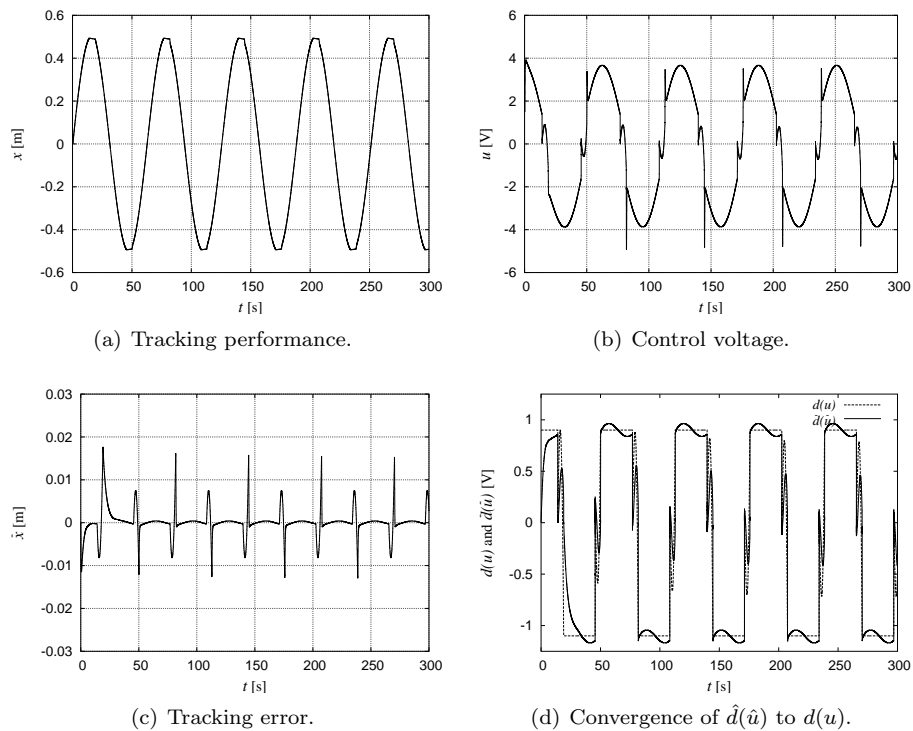 0.6
0.4
0.2
0
-0.2
-0.4
-0.6
x [m]
0 50 100 150 200 250 300
t [s]
(a) Tracking performance.
6
4
2
0
-2
-4
-6
u [V]
0 50 100 150 200 250 300
t [s]
(b) Control voltage.
0.03
0.02
0.01
0
-0.01
-0.02
-0.03
x̃ [m]
0 50 100 150 200 250 300
t [s]
(c) Tracking error.
1
0.5
0
-0.5
-1
d(u) and d̂(û) [V]
d(u)
d̂(û)
0 50 100 150 200 250 300
t [s]
(d) Convergence of d̂(û) to d(u).